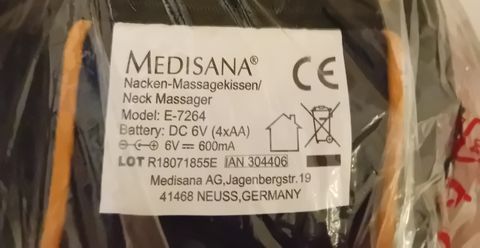 MEDISANA®
Nacken-Massagekissen/
Neck Massager
Model: E-7264
Battery: DC 6V (4xAA)
6V ⎓ 600mA
LOT R18071855E IAN 304406
Medisana AG,Jagenbergstr.19
41468 NEUSS,GERMANY
CE